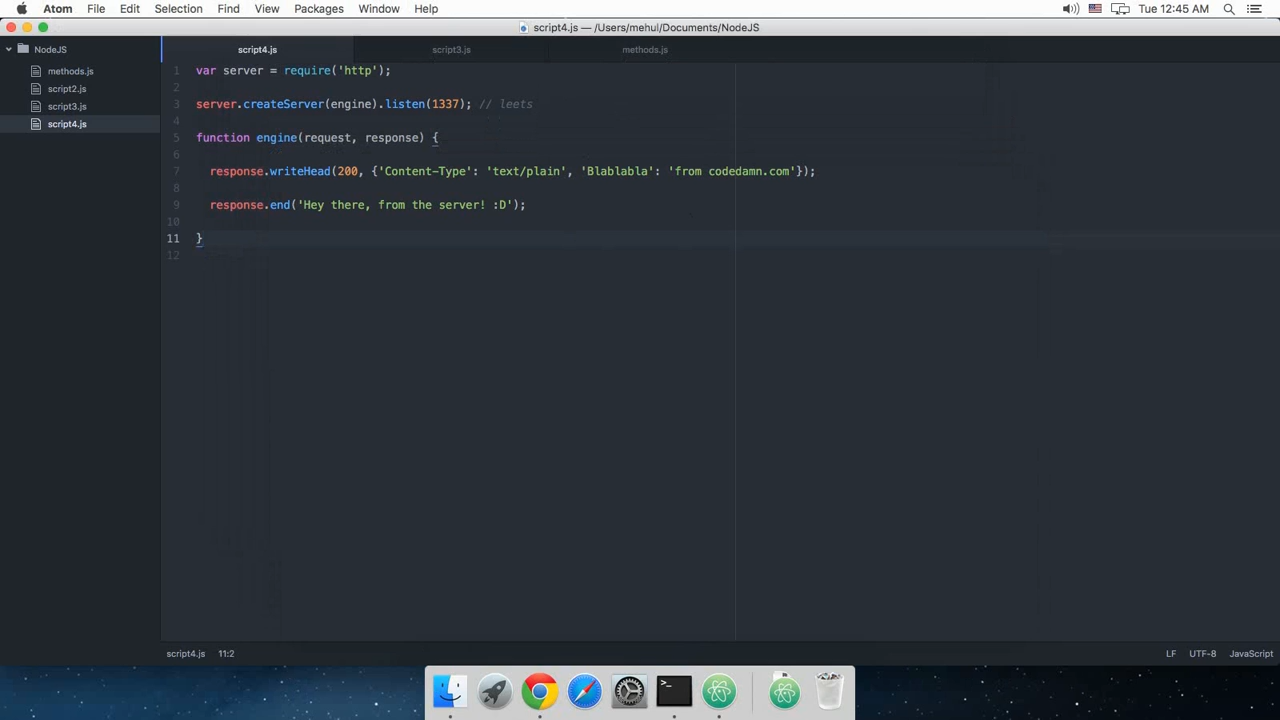 Atom File Edit Selection Find View Packages Window Help Tue 12:45 AM
script4.js — /Users/mehul/Documents/NodeJS
NodeJS
methods.js
script2.js
script3.js
script4.js
script4.js script3.js methods.js
1 var server = require('http');
2
3 server.createServer(engine).listen(1337); // leets
4
5 function engine(request, response) {
6
7 response.writeHead(200, {'Content-Type': 'text/plain', 'Blablabla': 'from codedamn.com'});
8
9 response.end('Hey there, from the server! :D');
10
11 }
12
script4.js 11:2 LF UTF-8 JavaScript
>_